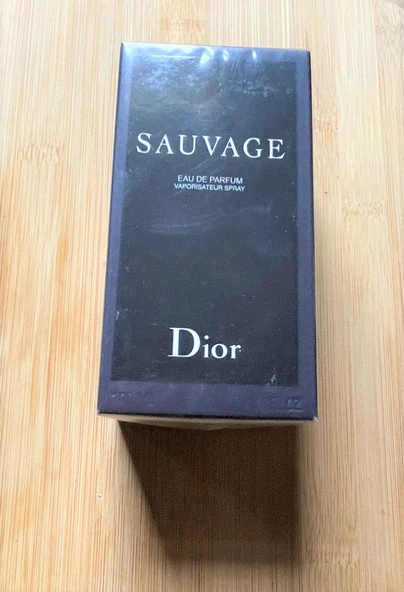 SAUVAGE
EAU DE PARFUM
VAPORISATEUR SPRAY
Dior